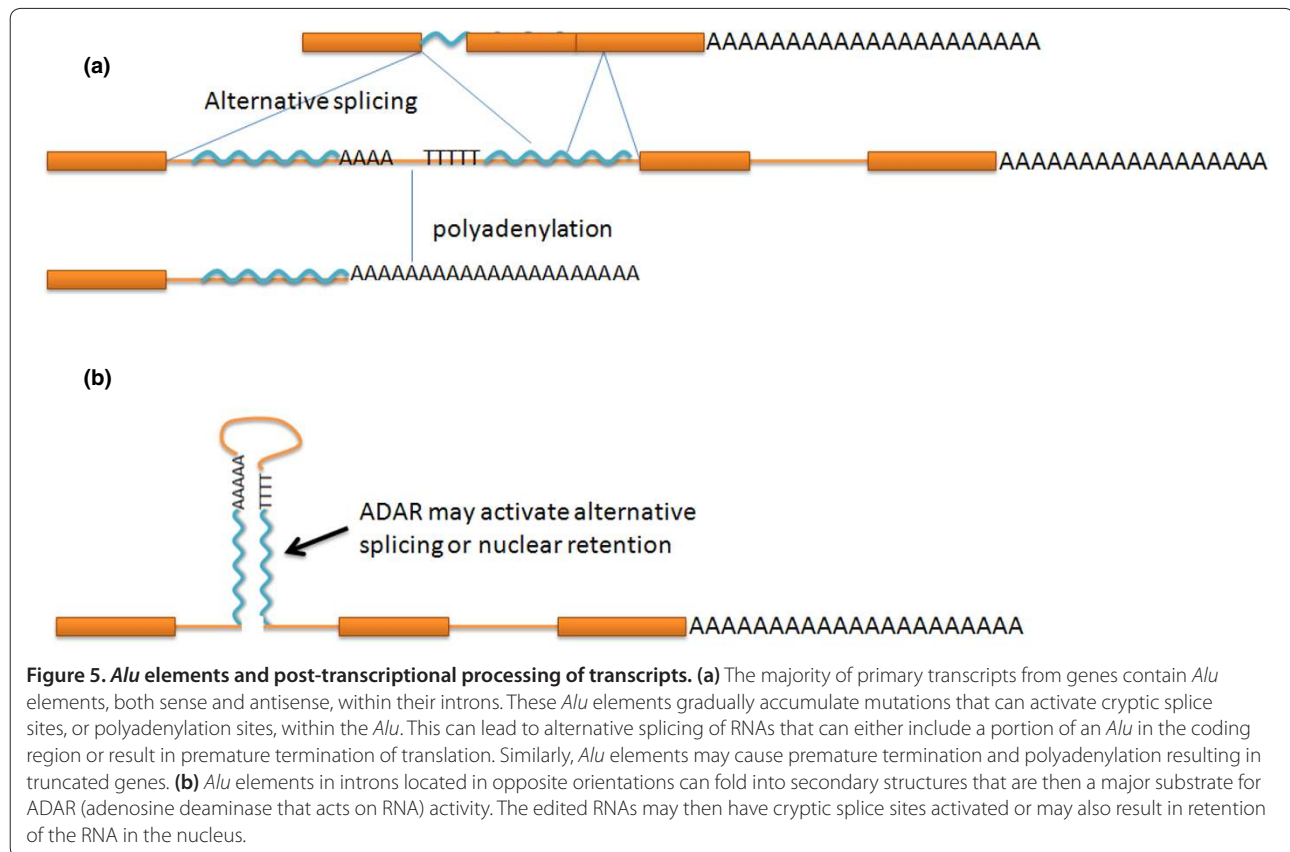 AAAAAAAAAAAAAAAAAAAAAA
(a)
Alternative splicing
AAAA TTTTT AAAAAAAAAAAAAAAAA
polyadenylation
AAAAAAAAAAAAAAAAAAAAAA
(b)
AAAAA TTTT
ADAR may activate alternative
splicing or nuclear retention
AAAAAAAAAAAAAAAAAAAAAA
Figure 5. Alu elements and post-transcriptional processing of transcripts. (a) The majority of primary transcripts from genes contain Alu
elements, both sense and antisense, within their introns. These Alu elements gradually accumulate mutations that can activate cryptic splice
sites, or polyadenylation sites, within the Alu. This can lead to alternative splicing of RNAs that can either include a portion of an Alu in the coding
region or result in premature termination of translation. Similarly, Alu elements may cause premature termination and polyadenylation resulting in
truncated genes. (b) Alu elements in introns located in opposite orientations can fold into secondary structures that are then a major substrate for
ADAR (adenosine deaminase that acts on RNA) activity. The edited RNAs may then have cryptic splice sites activated or may also result in retention
of the RNA in the nucleus.